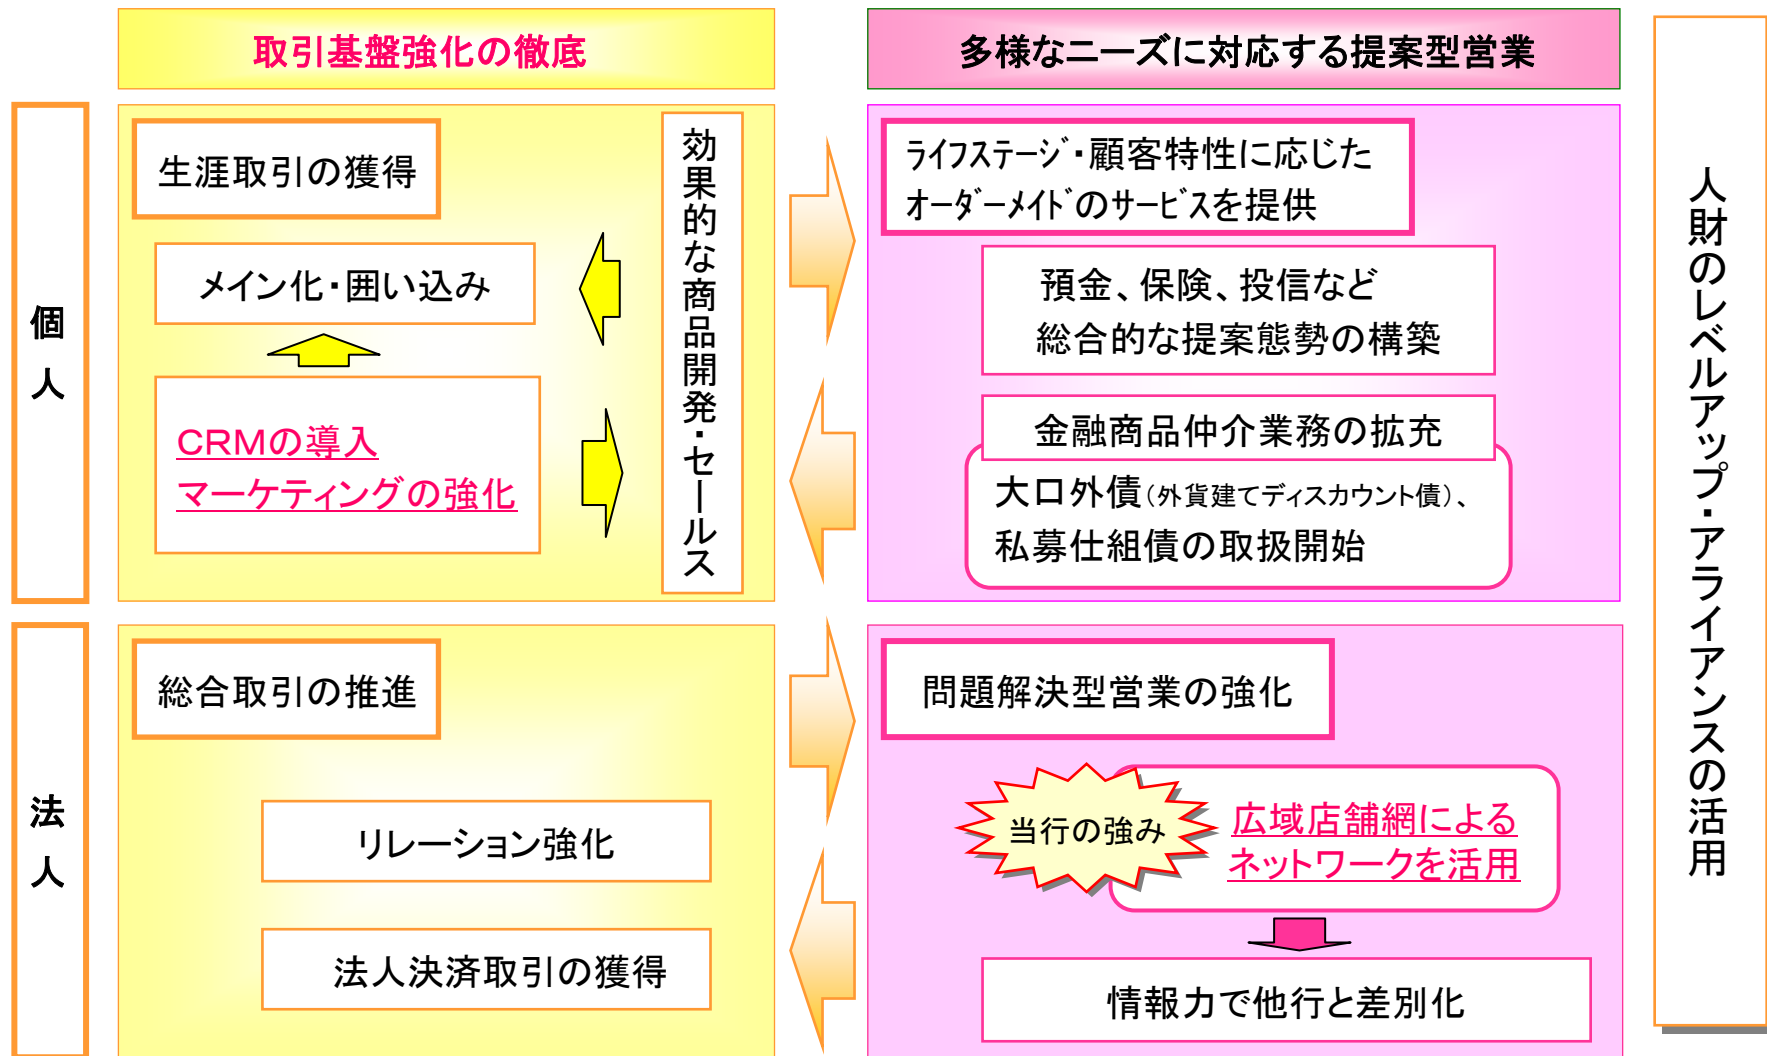 取引基盤強化の徹底
多様なニーズに対応する提案型営業
個人
生涯取引の獲得
メイン化・囲い込み
CRMの導入
マーケティングの強化
効果的な商品開発・セールス
ﾗｲﾌｽﾃｰｼﾞ・顧客特性に応じた
ｵｰﾀﾞｰﾒｲﾄﾞのｻｰﾋﾞｽを提供
預金、保険、投信など
総合的な提案態勢の構築
金融商品仲介業務の拡充
大口外債(外貨建てディスカウント債)、
私募仕組債の取扱開始
法人
総合取引の推進
リレーション強化
法人決済取引の獲得
問題解決型営業の強化
当行の強み
広域店舗網による
ネットワークを活用
情報力で他行と差別化
人財のレベルアップ・アライアンスの活用